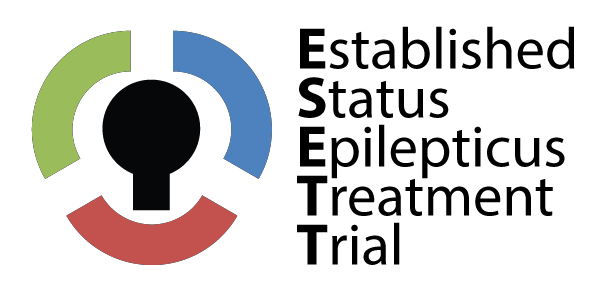 Established
Status
Epilepticus
Treatment
Trial